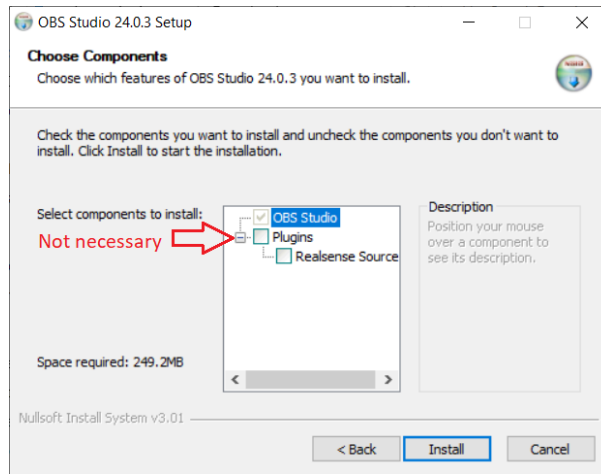 OBS Studio 24.0.3 Setup
Choose Components
Choose which features of OBS Studio 24.0.3 you want to install.
Check the components you want to install and uncheck the components you don't want to
install. Click Install to start the installation.
Select components to install:
OBS Studio
Plugins
Realsense Source
Not necessary
Description
Position your mouse
over a component to
see its description.
Space required: 249.2MB
Nullsoft Install System v3.01
< Back
Install
Cancel